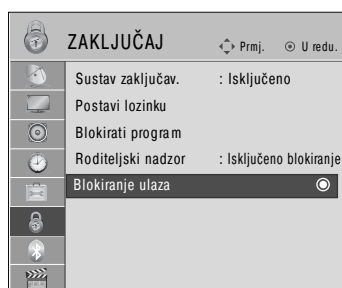 ZAKLJUČAJ Prmj. U redu.
Sustav zaključav. : Isključeno
Postavi lozinku
Blokirati program
Roditeljski nadzor : Isključeno blokiranje
Blokiranje ulaza